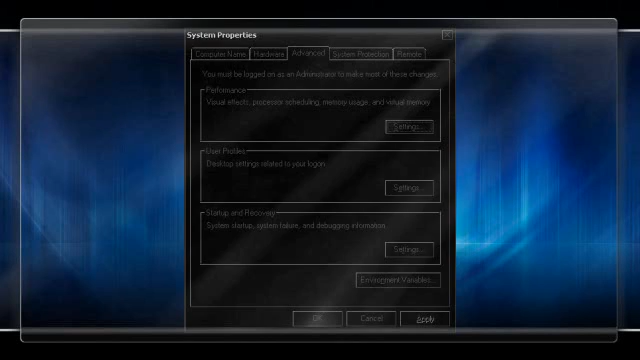 System Properties
Computer Name Hardware Advanced System Protection Remote
You must be logged on as an Administrator to make most of these changes.
Performance
Visual effects, processor scheduling, memory usage, and virtual memory
Settings...
User Profiles
Desktop settings related to your logon
Settings...
Startup and Recovery
System startup, system failure, and debugging information
Settings...
Environment Variables...
OK Cancel Apply